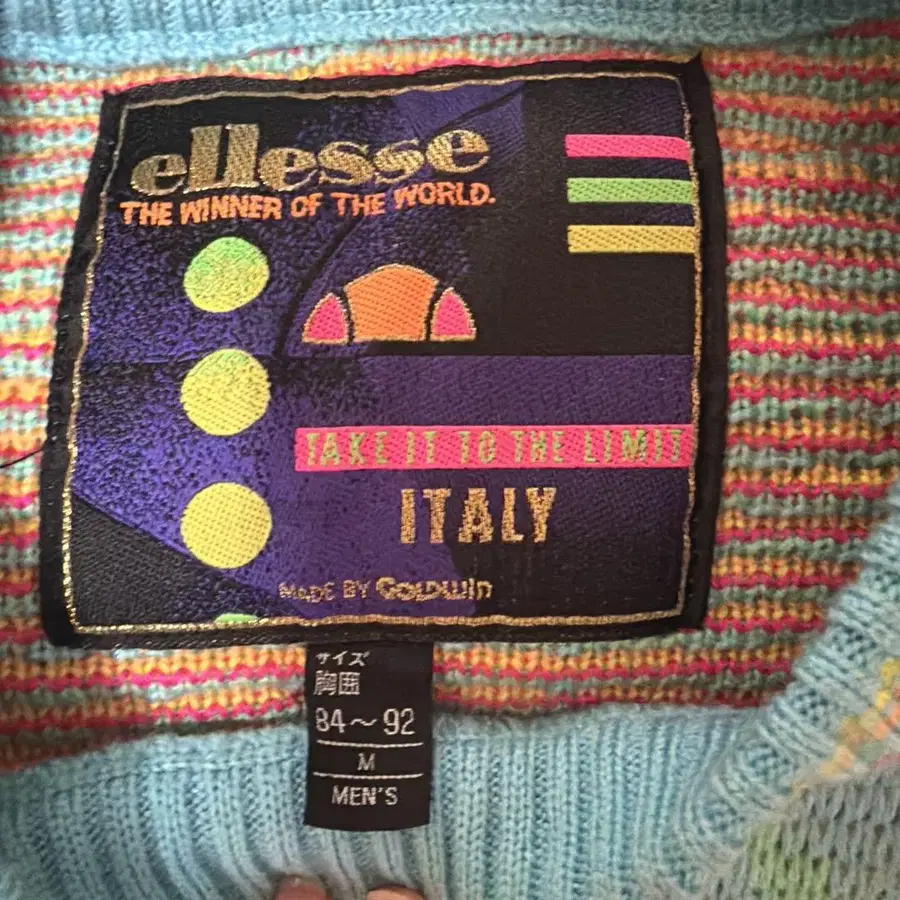 ellesse
THE WINNER OF THE WORLD.
TAKE IT TO THE LIMIT
ITALY
MADE BY GOLDWIN
サイズ
胸囲
84～92
M
MEN'S